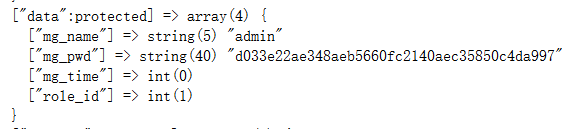 ["data":protected] => array(4) {
["mg_name"] => string(5) "admin"
["mg_pwd"] => string(40) "d033e22ae348aeb5660fc2140aec35850c4da997"
["mg_time"] => int(0)
["role_id"] => int(1)
}